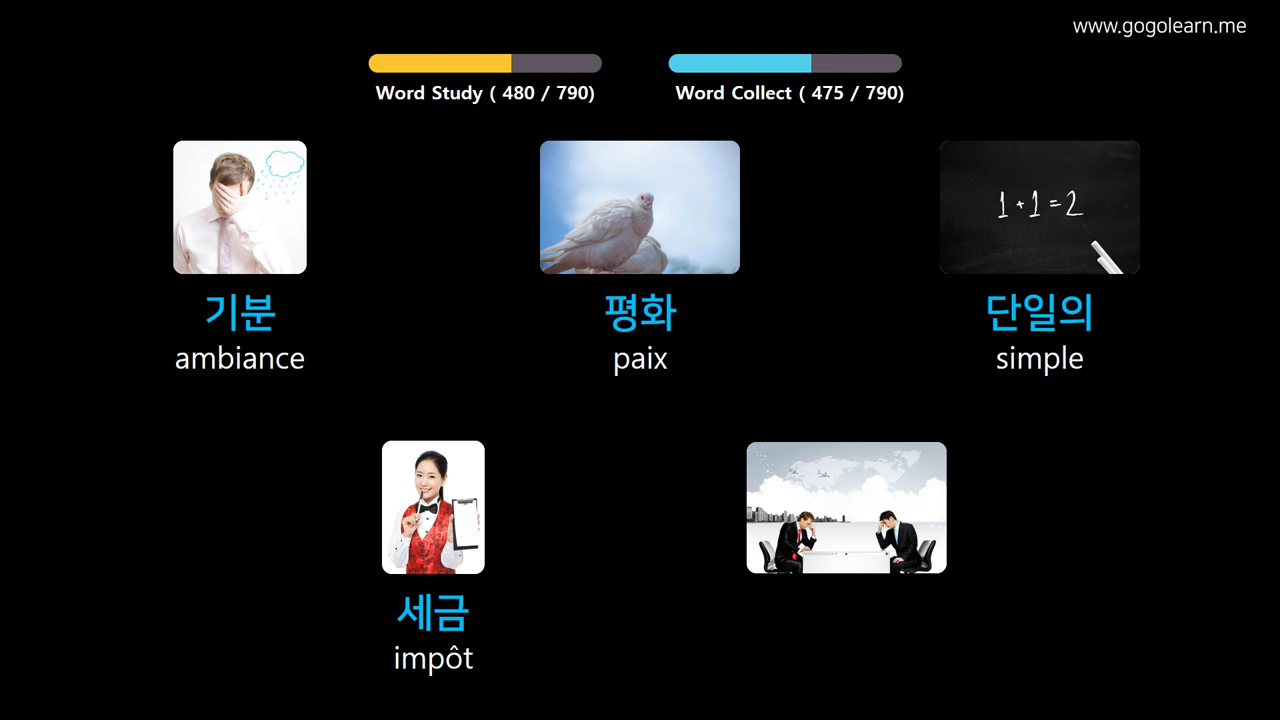 www.gogolearn.me
Word Study ( 480 / 790)
Word Collect ( 475 / 790)
1 + 1 = 2
기분
ambiance
평화
paix
단일의
simple
세금
impôt